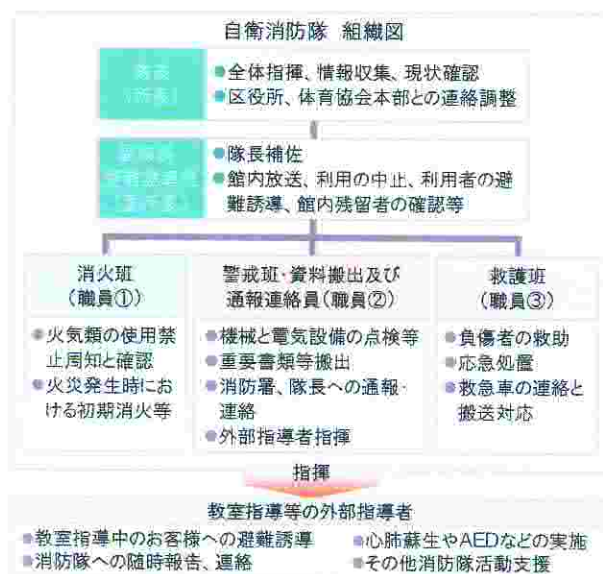 自衛消防隊 組織図
隊長
(所長)
●全体指揮、情報収集、現状確認
●区役所、体育協会本部との連絡調整
●隊長補佐
●館内放送、利用の中止、利用者の避
難誘導、館内残留者の確認等
消火班
(職員①)
●火気類の使用禁
止周知と確認
●火災発生時にお
ける初期消火等
警戒班・資料搬出及び
通報連絡員(職員②)
●機械と電気設備の点検等
●重要書類等搬出
●消防署、隊長への通報・
連絡
●外部指導者指揮
救護班
(職員③)
●負傷者の救助
●応急処置
●救急車の連絡と
搬送対応
指揮
教室指導等の外部指導者
●教室指導中のお客様への避難誘導
●消防隊への随時報告、連絡
●心肺蘇生やAEDなどの実施
●その他消防隊活動支援